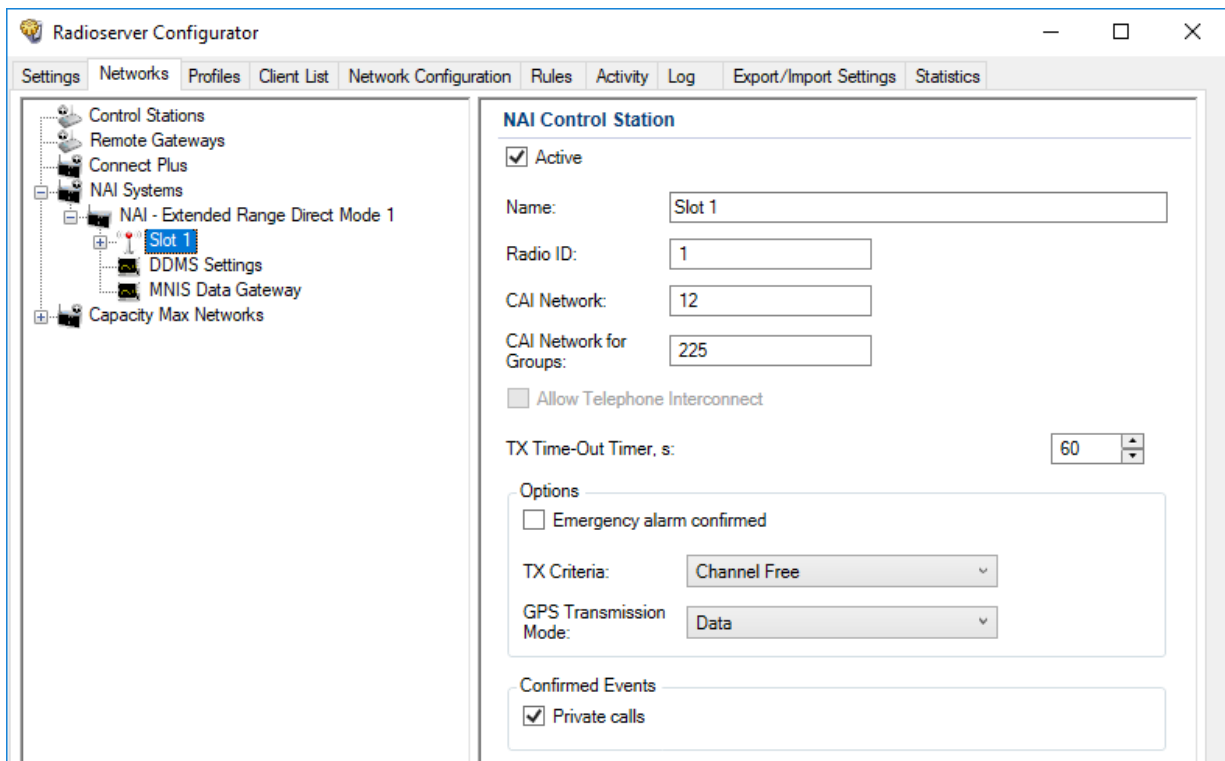 Radioserver Configurator
Settings Networks Profiles Client List Network Configuration Rules Activity Log Export/Import Settings Statistics
Control Stations
Remote Gateways
Connect Plus
NAI Systems
NAI - Extended Range Direct Mode 1
Slot 1
DDMS Settings
MNIS Data Gateway
Capacity Max Networks
NAI Control Station
Active
Name: Slot 1
Radio ID: 1
CAI Network: 12
CAI Network for
Groups: 225
Allow Telephone Interconnect
TX Time-Out Timer, s: 60
Options
Emergency alarm confirmed
TX Criteria: Channel Free
GPS Transmission
Mode: Data
Confirmed Events
Private calls